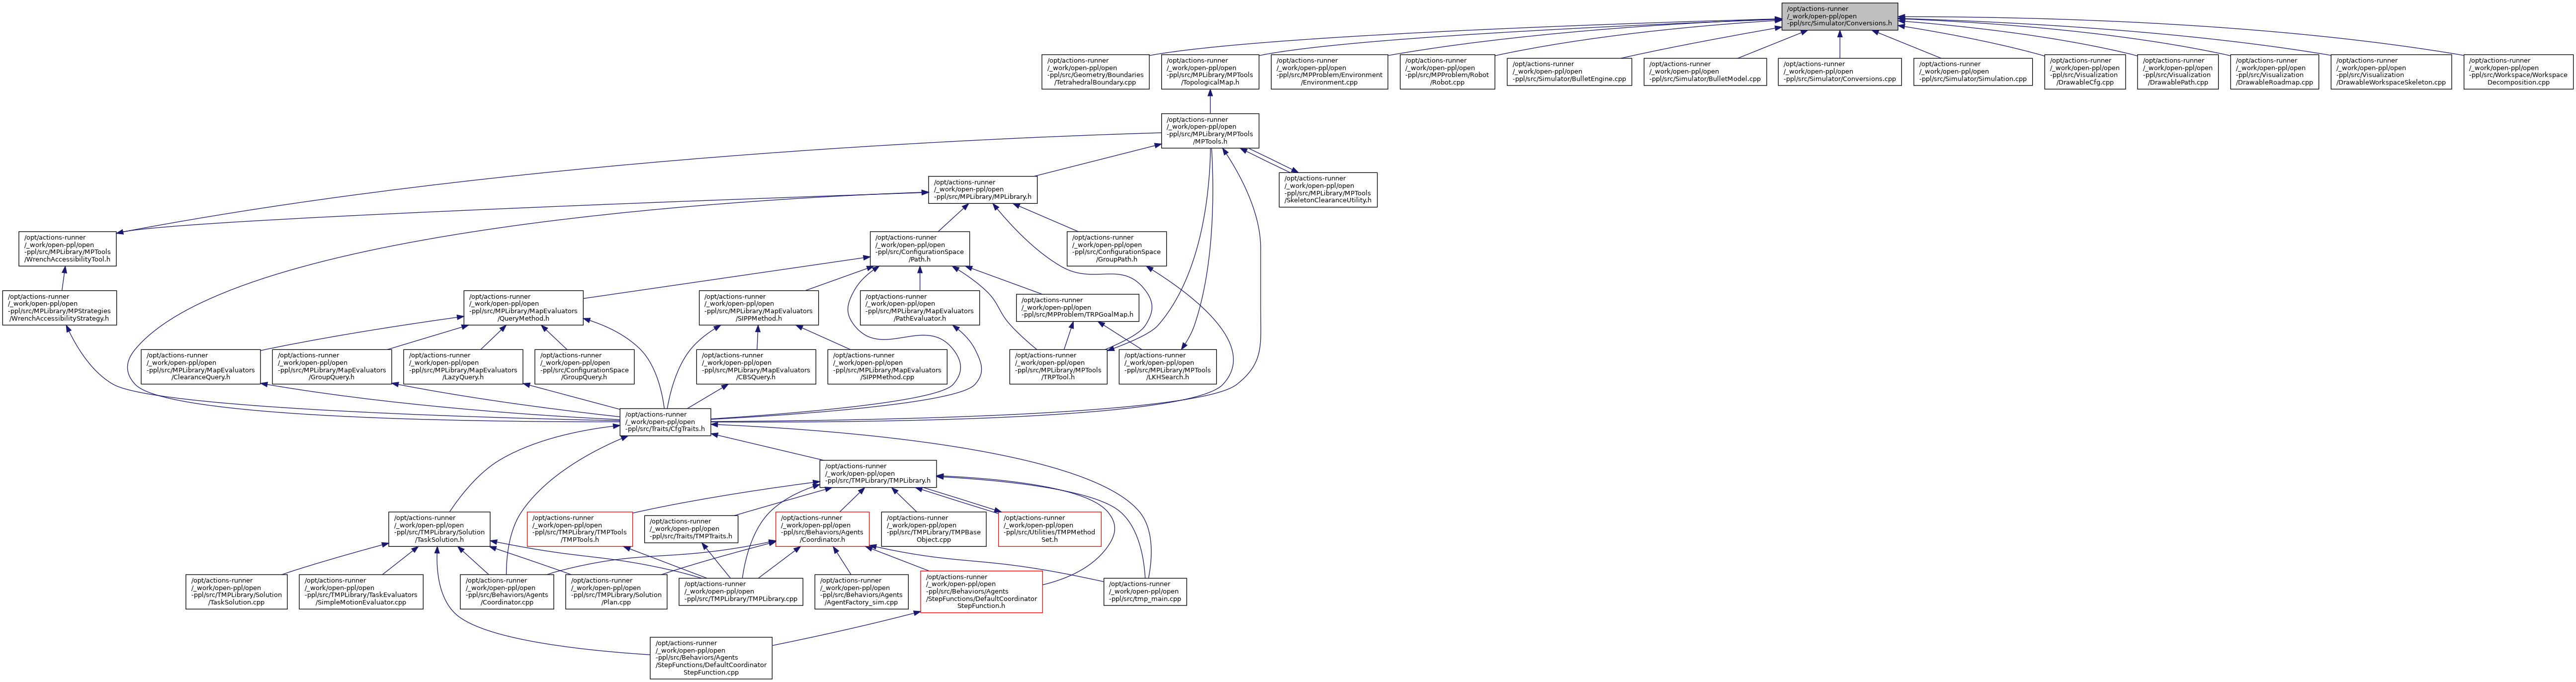 /opt/actions-runner
/_work/open-ppl/open
-ppl/src/Simulator/Conversions.h
/opt/actions-runner
/_work/open-ppl/open
-ppl/src/Geometry/Boundaries
/TetrahedralBoundary.cpp
/opt/actions-runner
/_work/open-ppl/open
-ppl/src/MPLibrary/MPTools
/TopologicalMap.h
/opt/actions-runner
/_work/open-ppl/open
-ppl/src/MPProblem/Environment
/Environment.cpp
/opt/actions-runner
/_work/open-ppl/open
-ppl/src/MPProblem/Robot
/Robot.cpp
/opt/actions-runner
/_work/open-ppl/open
-ppl/src/Simulator/BulletEngine.cpp
/opt/actions-runner
/_work/open-ppl/open
-ppl/src/Simulator/BulletModel.cpp
/opt/actions-runner
/_work/open-ppl/open
-ppl/src/Simulator/Conversions.cpp
/opt/actions-runner
/_work/open-ppl/open
-ppl/src/Simulator/Simulation.cpp
/opt/actions-runner
/_work/open-ppl/open
-ppl/src/Visualization
/DrawableCfg.cpp
/opt/actions-runner
/_work/open-ppl/open
-ppl/src/Visualization
/DrawablePath.cpp
/opt/actions-runner
/_work/open-ppl/open
-ppl/src/Visualization
/DrawableRoadmap.cpp
/opt/actions-runner
/_work/open-ppl/open
-ppl/src/Visualization
/DrawableWorkspaceSkeleton.cpp
/opt/actions-runner
/_work/open-ppl/open
-ppl/src/Workspace/Workspace
Decomposition.cpp
/opt/actions-runner
/_work/open-ppl/open
-ppl/src/MPLibrary/MPTools
/MPTools.h
/opt/actions-runner
/_work/open-ppl/open
-ppl/src/MPLibrary/MPLibrary.h
/opt/actions-runner
/_work/open-ppl/open
-ppl/src/MPLibrary/MPTools
/SkeletonClearanceUtility.h
/opt/actions-runner
/_work/open-ppl/open
-ppl/src/MPLibrary/MPTools
/WrenchAccessibilityTool.h
/opt/actions-runner
/_work/open-ppl/open
-ppl/src/ConfigurationSpace
/Path.h
/opt/actions-runner
/_work/open-ppl/open
-ppl/src/ConfigurationSpace
/GroupPath.h
/opt/actions-runner
/_work/open-ppl/open
-ppl/src/MPLibrary/MPStrategies
/WrenchAccessibilityStrategy.h
/opt/actions-runner
/_work/open-ppl/open
-ppl/src/MPLibrary/MapEvaluators
/QueryMethod.h
/opt/actions-runner
/_work/open-ppl/open
-ppl/src/MPLibrary/MapEvaluators
/SIPPMethod.h
/opt/actions-runner
/_work/open-ppl/open
-ppl/src/MPLibrary/MapEvaluators
/PathEvaluator.h
/opt/actions-runner
/_work/open-ppl/open
-ppl/src/MPProblem/TRPGoalMap.h
/opt/actions-runner
/_work/open-ppl/open
-ppl/src/MPLibrary/MapEvaluators
/ClearanceQuery.h
/opt/actions-runner
/_work/open-ppl/open
-ppl/src/MPLibrary/MapEvaluators
/GroupQuery.h
/opt/actions-runner
/_work/open-ppl/open
-ppl/src/MPLibrary/MapEvaluators
/LazyQuery.h
/opt/actions-runner
/_work/open-ppl/open
-ppl/src/ConfigurationSpace
/GroupQuery.h
/opt/actions-runner
/_work/open-ppl/open
-ppl/src/MPLibrary/MapEvaluators
/CBSQuery.h
/opt/actions-runner
/_work/open-ppl/open
-ppl/src/MPLibrary/MapEvaluators
/SIPPMethod.cpp
/opt/actions-runner
/_work/open-ppl/open
-ppl/src/MPLibrary/MPTools
/TRPTool.h
/opt/actions-runner
/_work/open-ppl/open
-ppl/src/MPLibrary/MPTools
/LKHSearch.h
/opt/actions-runner
/_work/open-ppl/open
-ppl/src/Traits/CfgTraits.h
/opt/actions-runner
/_work/open-ppl/open
-ppl/src/TMPLibrary/TMPLibrary.h
/opt/actions-runner
/_work/open-ppl/open
-ppl/src/TMPLibrary/Solution
/TaskSolution.h
/opt/actions-runner
/_work/open-ppl/open
-ppl/src/TMPLibrary/TMPTools
/TMPTools.h
/opt/actions-runner
/_work/open-ppl/open
-ppl/src/Traits/TMPTraits.h
/opt/actions-runner
/_work/open-ppl/open
-ppl/src/Behaviors/Agents
/Coordinator.h
/opt/actions-runner
/_work/open-ppl/open
-ppl/src/TMPLibrary/TMPBase
Object.cpp
/opt/actions-runner
/_work/open-ppl/open
-ppl/src/Utilities/TMPMethod
Set.h
/opt/actions-runner
/_work/open-ppl/open
-ppl/src/TMPLibrary/Solution
/TaskSolution.cpp
/opt/actions-runner
/_work/open-ppl/open
-ppl/src/TMPLibrary/TaskEvaluators
/SimpleMotionEvaluator.cpp
/opt/actions-runner
/_work/open-ppl/open
-ppl/src/Behaviors/Agents
/Coordinator.cpp
/opt/actions-runner
/_work/open-ppl/open
-ppl/src/TMPLibrary/Solution
/Plan.cpp
/opt/actions-runner
/_work/open-ppl/open
-ppl/src/TMPLibrary/TMPLibrary.cpp
/opt/actions-runner
/_work/open-ppl/open
-ppl/src/Behaviors/Agents
/AgentFactory_sim.cpp
/opt/actions-runner
/_work/open-ppl/open
-ppl/src/Behaviors/Agents
/StepFunctions/DefaultCoordinator
StepFunction.h
/opt/actions-runner
/_work/open-ppl/open
-ppl/src/tmp_main.cpp
/opt/actions-runner
/_work/open-ppl/open
-ppl/src/Behaviors/Agents
/StepFunctions/DefaultCoordinator
StepFunction.cpp